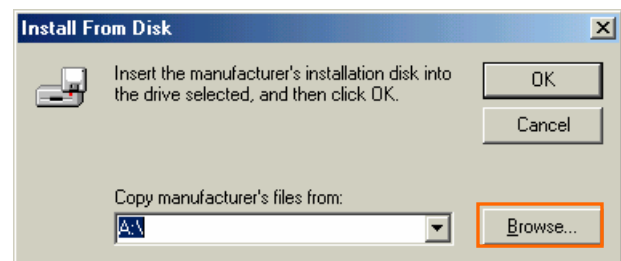 Install From Disk
Insert the manufacturer's installation disk into
the drive selected, and then click OK.
OK
Cancel
Copy manufacturer's files from:
A:\
Browse...